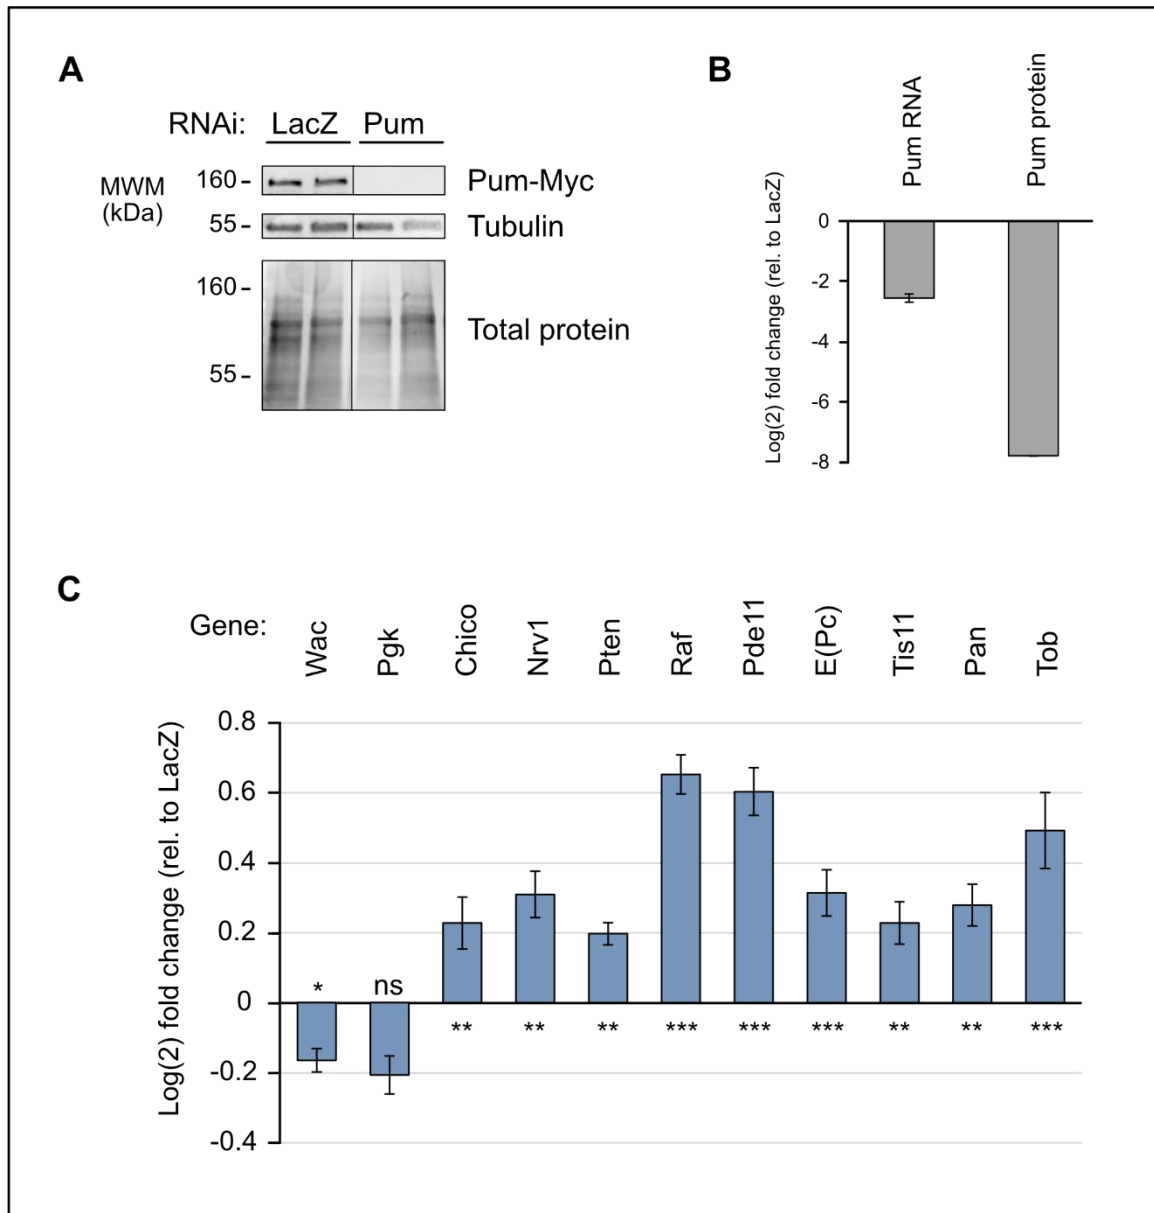 A
RNAi: LacZ Pum
MWM
(kDa)
160 - Pum-Myc
55 - Tubulin
160 -
Total protein
55 -
B
Pum RNA
Pum protein
Log(2) fold change (rel. to LacZ)
0
-2
-4
-6
-8
C
Gene: Wac Pgk Chico Nrv1 Pten Raf Pde11 E(Pc) Tis11 Pan Tob
Log(2) fold change (rel. to LacZ)
0.8
0.6
0.4
0.2
0
-0.2
-0.4
* ns
** ** ** *** *** *** ** ** ***